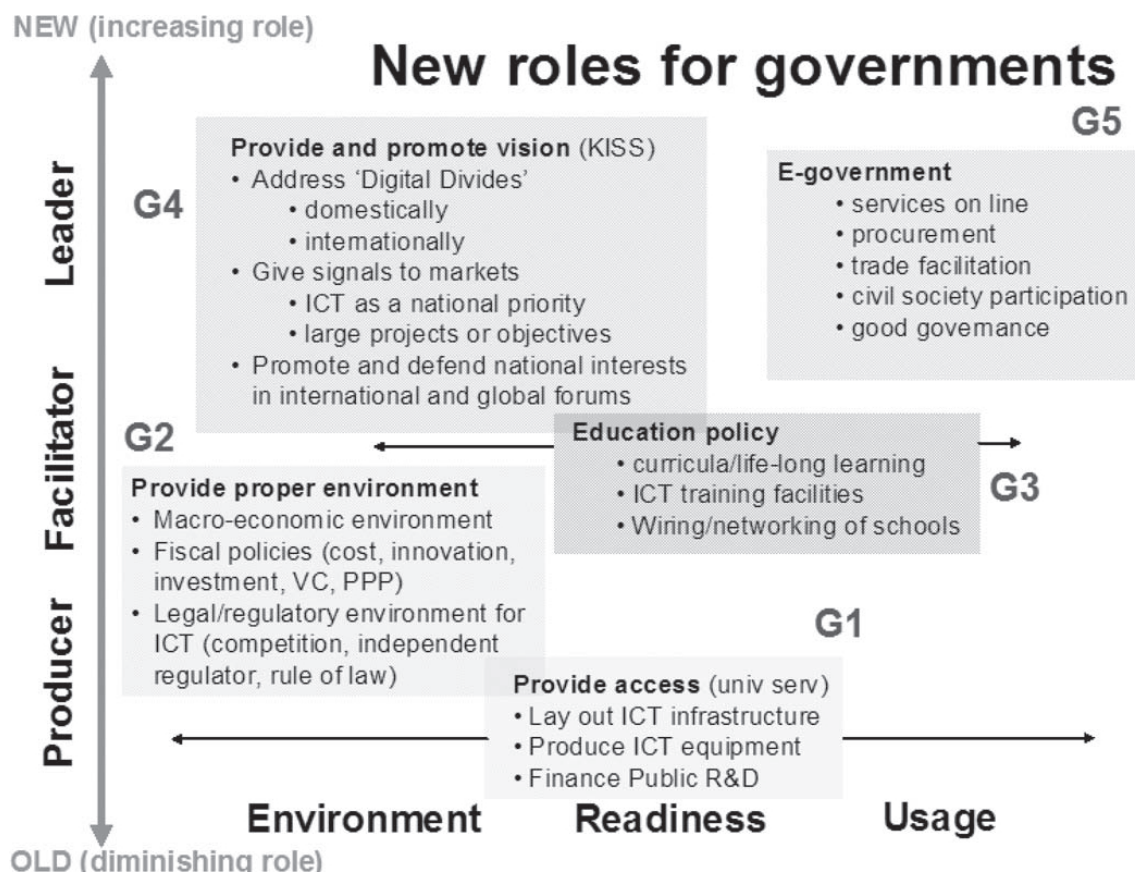 NEW (increasing role)
New roles for governments
G5
Leader
Facilitator
Producer
G4
Provide and promote vision (KISS)
• Address ‘Digital Divides’
• domestically
• internationally
• Give signals to markets
• ICT as a national priority
• large projects or objectives
• Promote and defend national interests
in international and global forums
E-government
• services on line
• procurement
• trade facilitation
• civil society participation
• good governance
G2
Provide proper environment
• Macro-economic environment
• Fiscal policies (cost, innovation,
investment, VC, PPP)
• Legal/regulatory environment for
ICT (competition, independent
regulator, rule of law)
Education policy
• curricula/life-long learning
• ICT training facilities
• Wiring/networking of schools
G3
G1
Provide access (univ serv)
• Lay out ICT infrastructure
• Produce ICT equipment
• Finance Public R&D
Environment
Readiness
Usage
OLD (diminishing role)